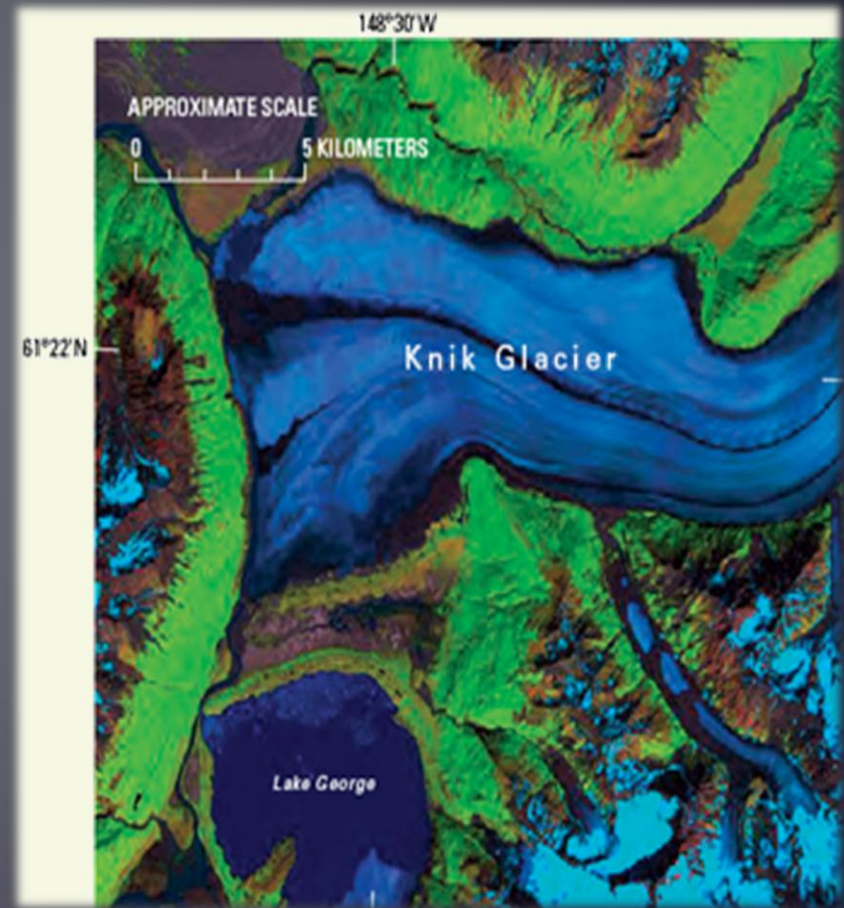 148°30'W
APPROXIMATE SCALE
0 5 KILOMETERS
61°22'N
Knik Glacier
Lake George